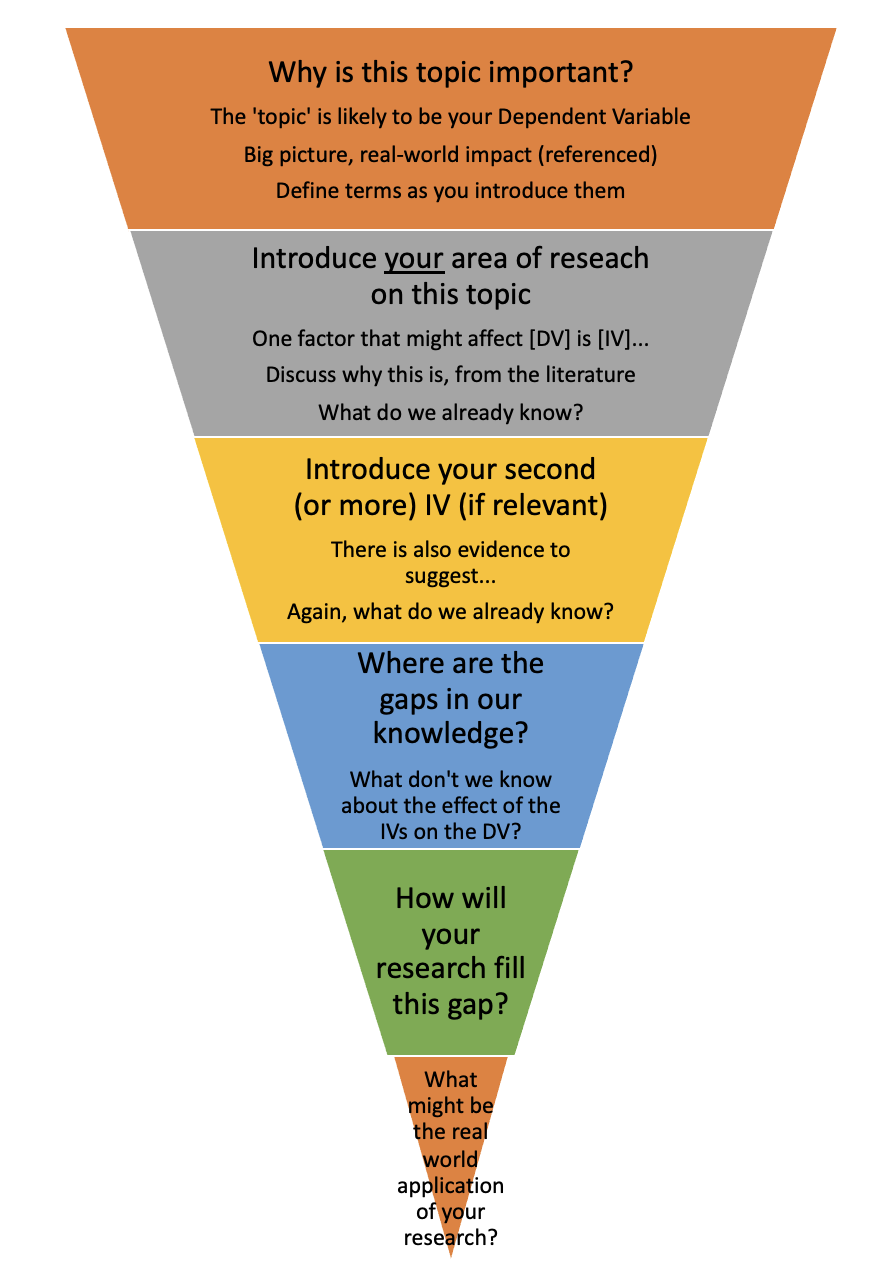 Why is this topic important?
The 'topic' is likely to be your Dependent Variable
Big picture, real-world impact (referenced)
Define terms as you introduce them
Introduce your area of reseach
on this topic
One factor that might affect [DV] is [IV]...
Discuss why this is, from the literature
What do we already know?
Introduce your second
(or more) IV (if relevant)
There is also evidence to
suggest...
Again, what do we already know?
Where are the
gaps in our
knowledge?
What don't we know
about the effect of the
IVs on the DV?
How will
your
research fill
this gap?
What
might be
the real
world
application
of your
research?